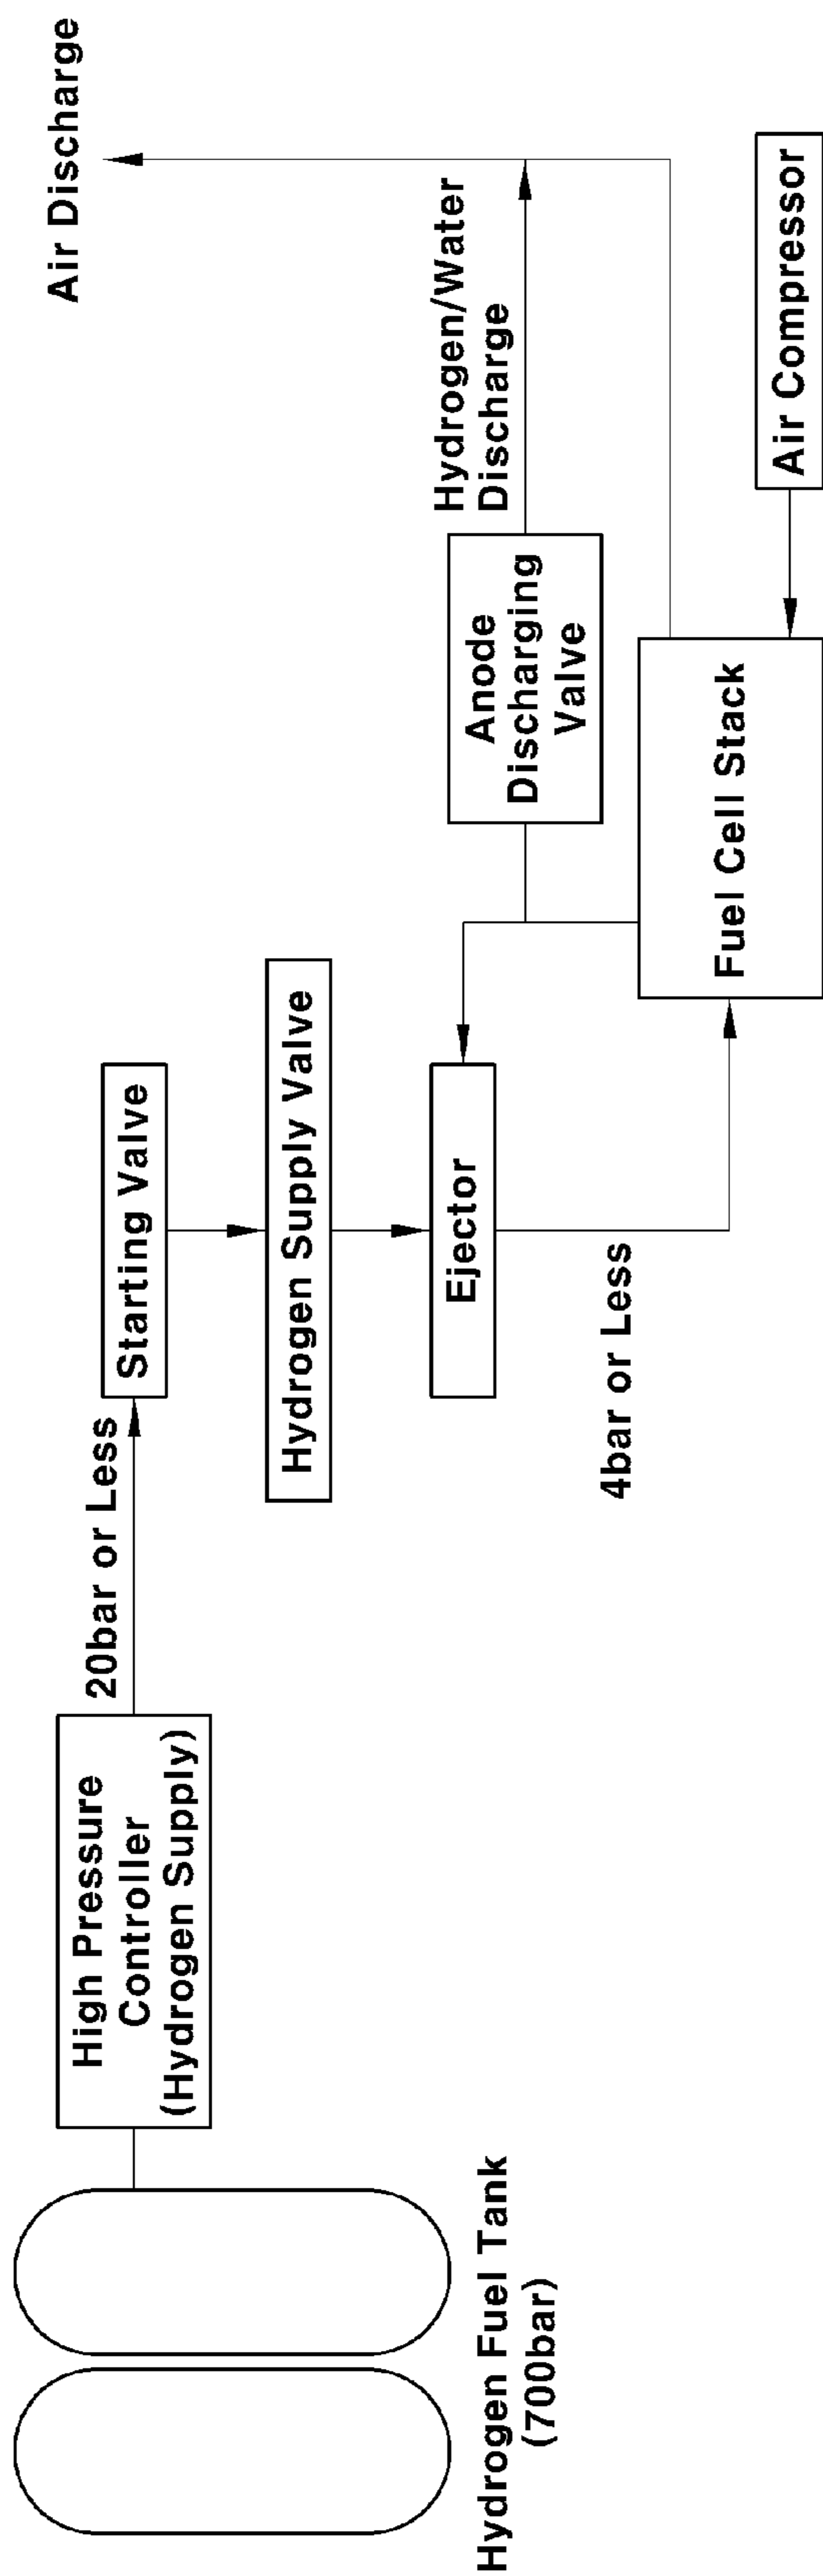 Hydrogen Fuel Tank
(700bar)
High Pressure
Controller
(Hydrogen Supply)
20bar or Less
Starting Valve
Hydrogen Supply Valve
Ejector
4bar or Less
Anode
Discharging
Valve
Hydrogen/Water
Discharge
Air Discharge
Fuel Cell Stack
Air Compressor